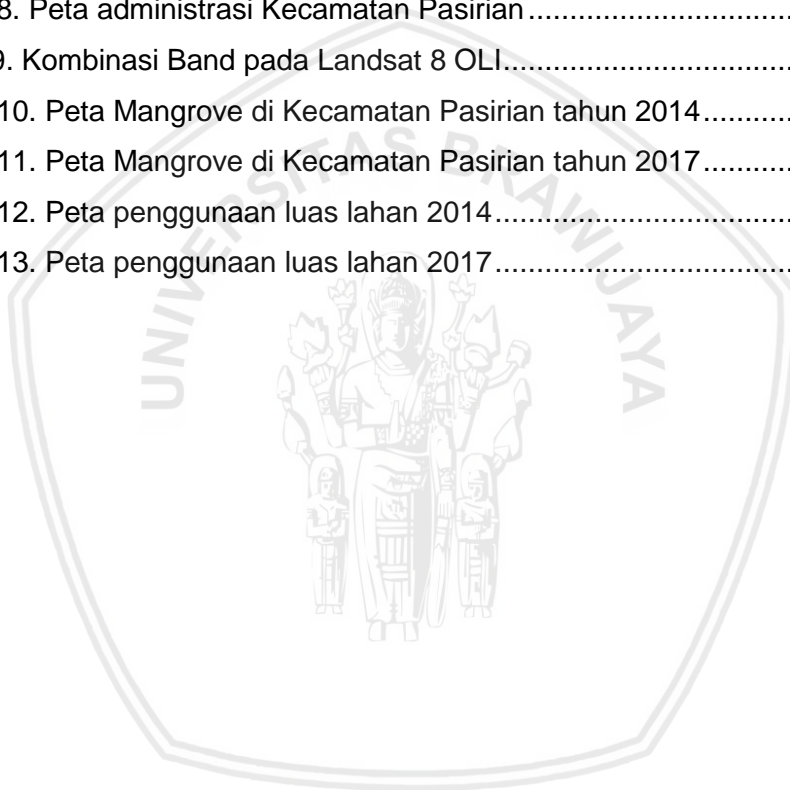 8. Peta administrasi Kecamatan Pasirian.................................
9. Kombinasi Band pada Landsat 8 OLI...................................
10. Peta Mangrove di Kecamatan Pasirian tahun 2014...........
11. Peta Mangrove di Kecamatan Pasirian tahun 2017...........
12. Peta penggunaan luas lahan 2014....................................
13. Peta penggunaan luas lahan 2017....................................
UNIVERSITAS BRAWIJAYA